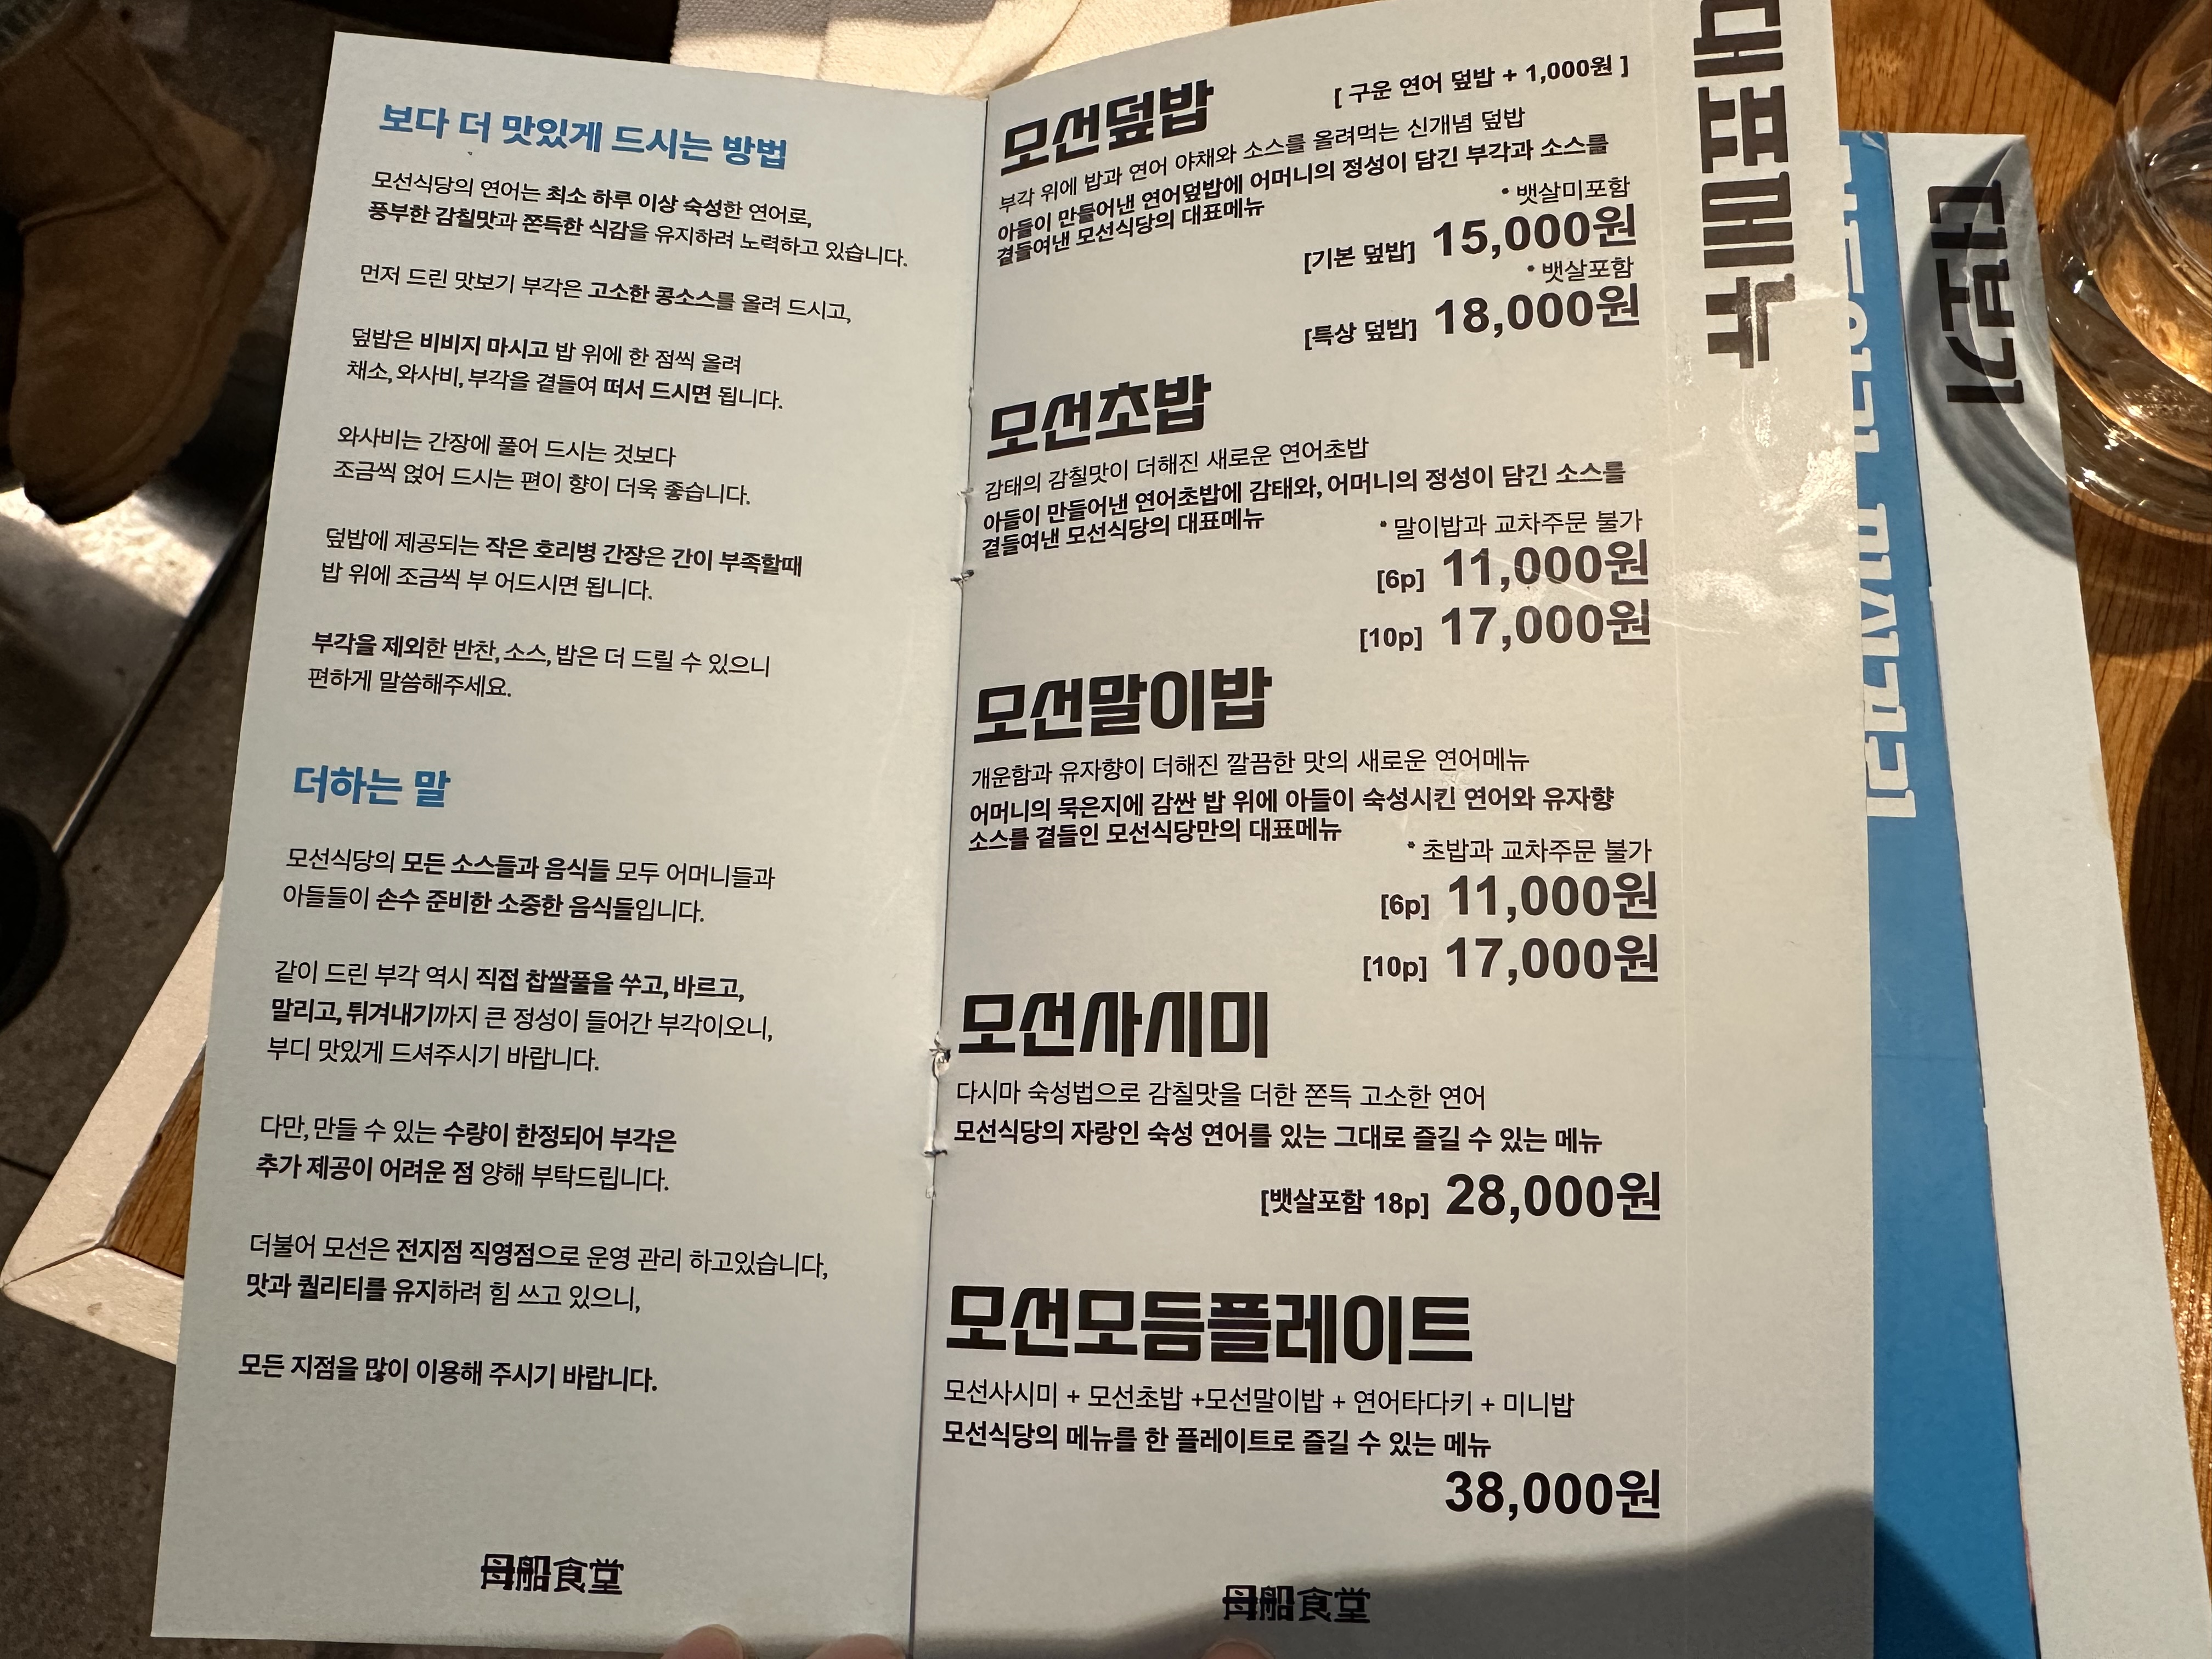 보다 더 맛있게 드시는 방법
모선식당의 연어는 최소 하루 이상 숙성한 연어로,
풍부한 감칠맛과 쫀득한 식감을 유지하려 노력하고 있습니다.
먼저 드린 맛보기 부각은 고소한 콩소스를 올려 드시고,
덮밥은 비비지 마시고 밥 위에 한 점씩 올려
채소, 와사비, 부각을 곁들여 떠서 드시면 됩니다.
와사비는 간장에 풀어 드시는 것보다
조금씩 얹어 드시는 편이 향이 더욱 좋습니다.
덮밥에 제공되는 작은 호리병 간장은 간이 부족할때
밥 위에 조금씩 부 어드시면 됩니다.
부각을 제외한 반찬, 소스, 밥은 더 드릴 수 있으니
편하게 말씀해주세요.
더하는 말
모선식당의 모든 소스들과 음식들 모두 어머니들과
아들들이 손수 준비한 소중한 음식들입니다.
같이 드린 부각 역시 직접 찹쌀풀을 쑤고, 바르고,
말리고, 튀겨내기까지 큰 정성이 들어간 부각이오니,
부디 맛있게 드셔주시기 바랍니다.
다만, 만들 수 있는 수량이 한정되어 부각은
추가 제공이 어려운 점 양해 부탁드립니다.
더불어 모선은 전지점 직영점으로 운영 관리 하고있습니다,
맛과 퀄리티를 유지하려 힘 쓰고 있으니,
모든 지점을 많이 이용해 주시기 바랍니다.
母船食堂
대표메뉴
모선덮밥
[ 구운 연어 덮밥 + 1,000원 ]
부각 위에 밥과 연어 야채와 소스를 올려먹는 신개념 덮밥
아들이 만들어낸 연어덮밥에 어머니의 정성이 담긴 부각과 소스를
곁들여낸 모선식당의 대표메뉴
* 뱃살미포함
[기본 덮밥] 15,000원
* 뱃살포함
[특상 덮밥] 18,000원
모선초밥
감태의 감칠맛이 더해진 새로운 연어초밥
아들이 만들어낸 연어초밥에 감태와, 어머니의 정성이 담긴 소스를
곁들여낸 모선식당의 대표메뉴
* 말이밥과 교차주문 불가
[6p] 11,000원
[10p] 17,000원
모선말이밥
개운함과 유자향이 더해진 깔끔한 맛의 새로운 연어메뉴
어머니의 묵은지에 감싼 밥 위에 아들이 숙성시킨 연어와 유자향
소스를 곁들인 모선식당만의 대표메뉴
* 초밥과 교차주문 불가
[6p] 11,000원
[10p] 17,000원
모선사시미
다시마 숙성법으로 감칠맛을 더한 쫀득 고소한 연어
모선식당의 자랑인 숙성 연어를 있는 그대로 즐길 수 있는 메뉴
[뱃살포함 18p] 28,000원
모선모듬플레이트
모선사시미 + 모선초밥 +모선말이밥 + 연어타다키 + 미니밥
모선식당의 메뉴를 한 플레이트로 즐길 수 있는 메뉴
38,000원
母船食堂
더보기